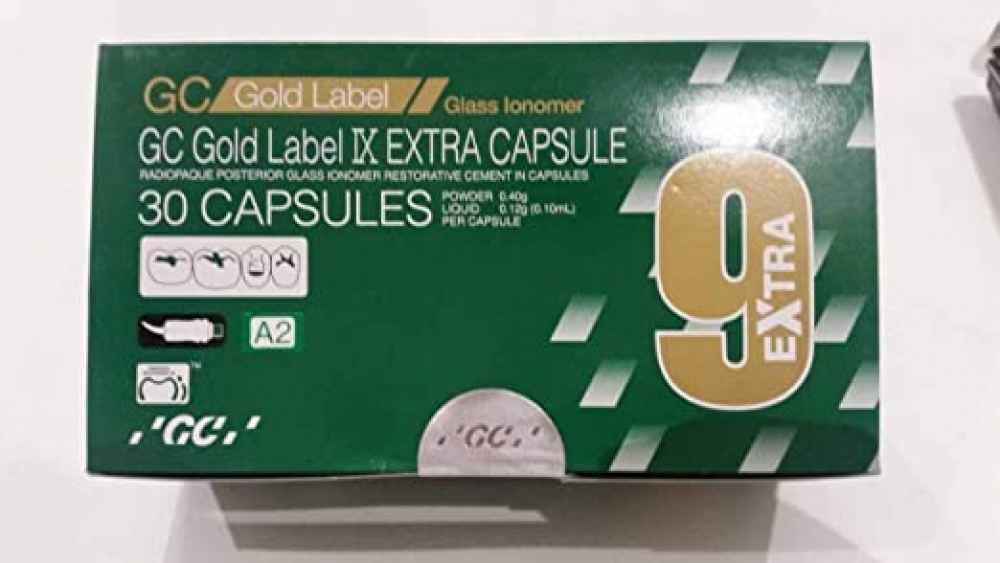 GC Gold Label Glass Ionomer
GC Gold Label IX EXTRA CAPSULE
RADIOPAQUE POSTERIOR GLASS IONOMER RESTORATIVE CEMENT IN CAPSULES
30 CAPSULES
POWDER 0.40g
LIQUID 0.12g (0.10mL)
PER CAPSULE
9
EXTRA
A2
TM
'GC'
'GC'